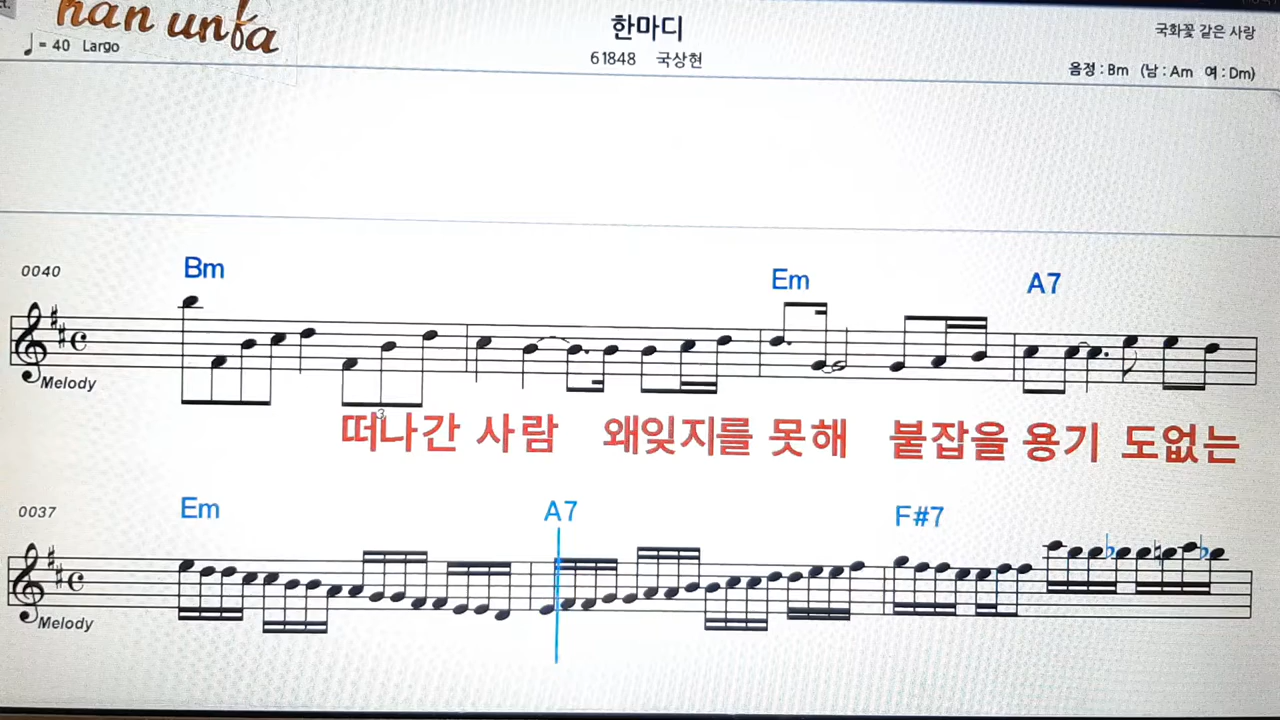 han unfa
♩= 40 Largo
한마디
61848 국상현
국화꽃 같은 사랑
음정 : Bm (남 : Am 여 : Dm)
0040
Bm Em A7
Melody
3
떠나간 사람 왜잊지를 못해 붙잡을 용기 도없는
0037
Em A7 F#7
Melody